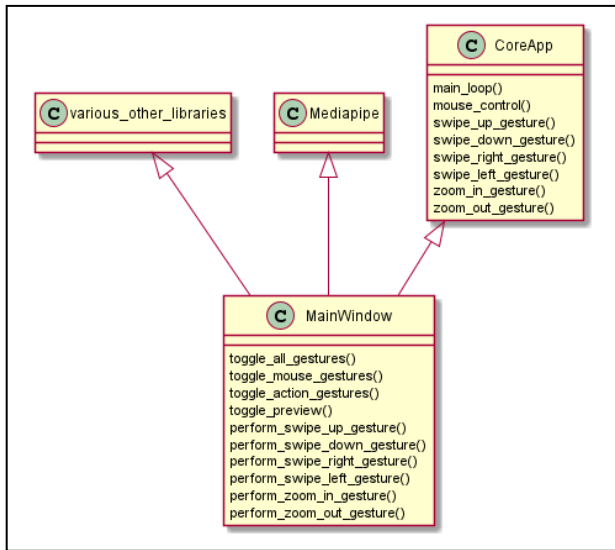 C CoreApp
main_loop()
mouse_control()
swipe_up_gesture()
swipe_down_gesture()
swipe_right_gesture()
swipe_left_gesture()
zoom_in_gesture()
zoom_out_gesture()
C various_other_libraries
C Mediapipe
C MainWindow
toggle_all_gestures()
toggle_mouse_gestures()
toggle_action_gestures()
toggle_preview()
perform_swipe_up_gesture()
perform_swipe_down_gesture()
perform_swipe_right_gesture()
perform_swipe_left_gesture()
perform_zoom_in_gesture()
perform_zoom_out_gesture()